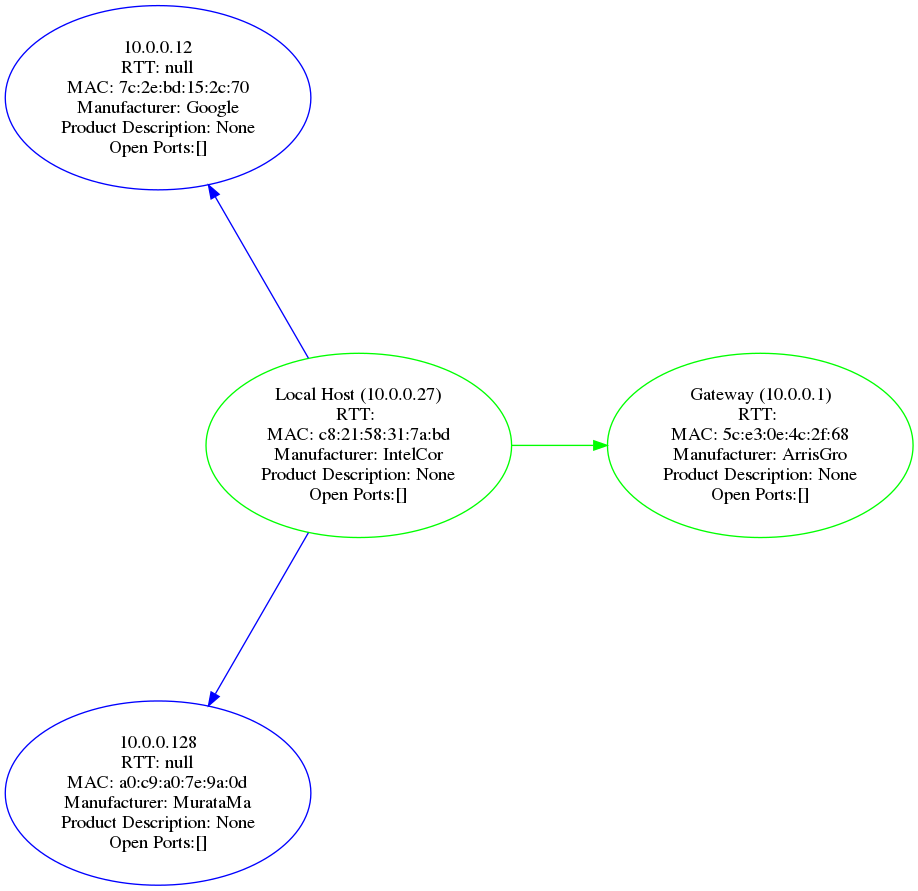 10.0.0.12
RTT: null
MAC: 7c:2e:bd:15:2c:70
Manufacturer: Google
Product Description: None
Open Ports:[]
Local Host (10.0.0.27)
RTT:
MAC: c8:21:58:31:7a:bd
Manufacturer: IntelCor
Product Description: None
Open Ports:[]
Gateway (10.0.0.1)
RTT:
MAC: 5c:e3:0e:4c:2f:68
Manufacturer: ArrisGro
Product Description: None
Open Ports:[]
10.0.0.128
RTT: null
MAC: a0:c9:a0:7e:9a:0d
Manufacturer: MurataMa
Product Description: None
Open Ports:[]